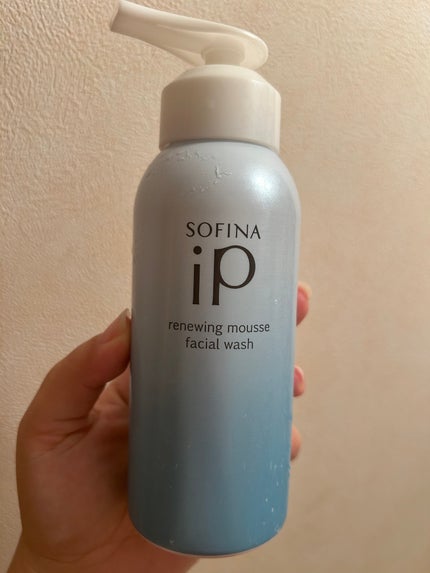 SOFINA
iP
renewing mousse
facial wash